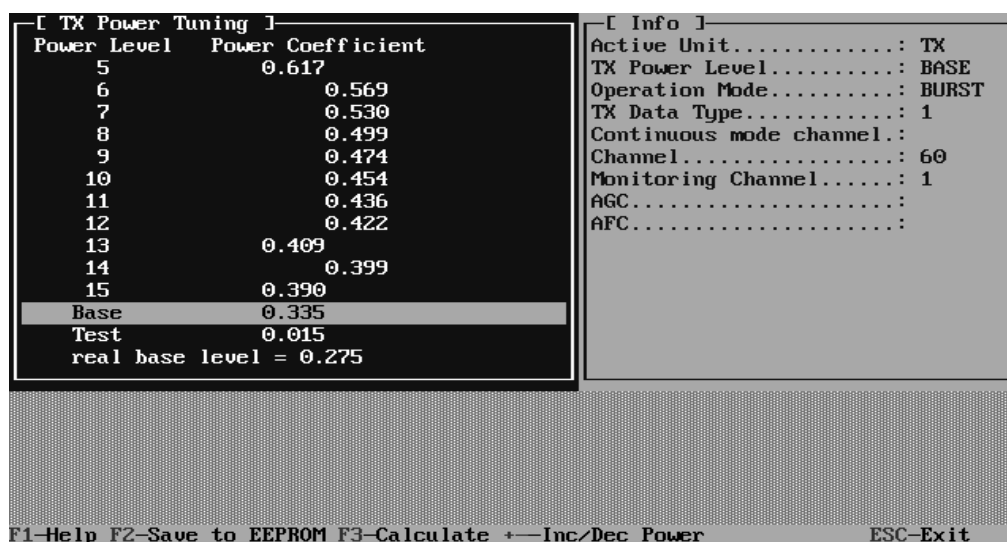 [ TX Power Tuning ]
Power Level Power Coefficient
5 0.617
6 0.569
7 0.530
8 0.499
9 0.474
10 0.454
11 0.436
12 0.422
13 0.409
14 0.399
15 0.390
Base 0.335
Test 0.015
real base level = 0.275
[ Info ]
Active Unit.............: TX
TX Power Level..........: BASE
Operation Mode..........: BURST
TX Data Type............: 1
Continuous mode channel.:
Channel.................: 60
Monitoring Channel......: 1
AGC.....................:
AFC.....................:
F1-Help F2-Save to EEPROM F3-Calculate +--Inc/Dec Power ESC-Exit